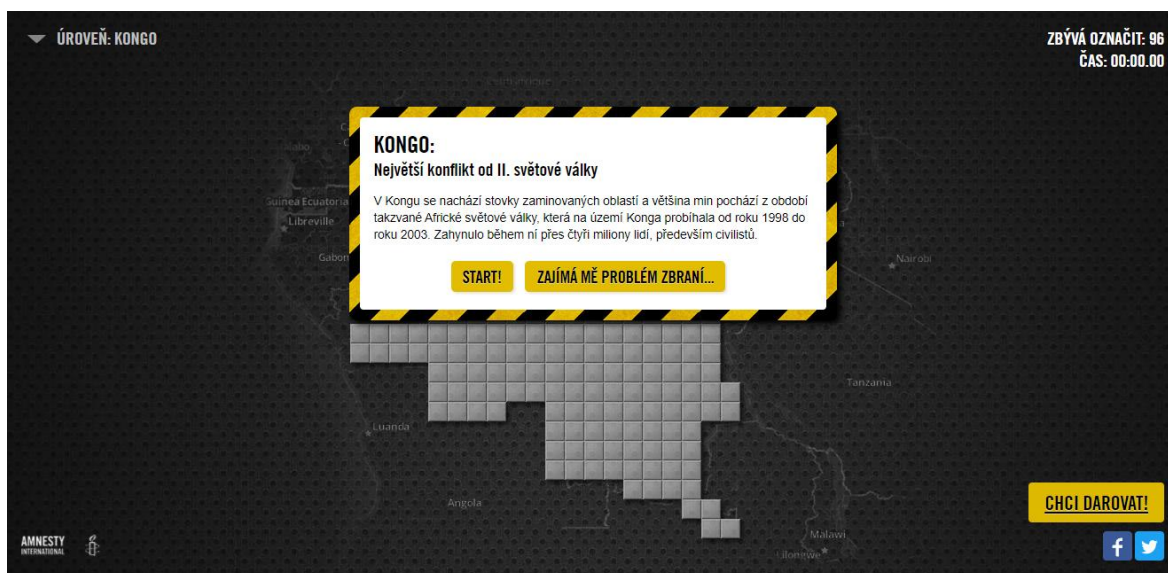 ÚROVEŇ: KONGO
ZBÝVÁ OZNAČIT: 96
ČAS: 00:00.00
KONGO:
Největší konflikt od II. světové války
V Kongu se nachází stovky zaminovaných oblastí a většina min pochází z období
takzvané Africké světové války, která na území Konga probíhala od roku 1998 do
roku 2003. Zahynulo během ní přes čtyři miliony lidí, především civilistů.
START!
ZAJÍMÁ MĚ PROBLÉM ZBRANÍ...
Libreville
Gabon
Nairobi
Tanzania
Luanda
Angola
Malawi
Lilongwe
CHCI DAROVAT!
AMNESTY
INTERNATIONAL